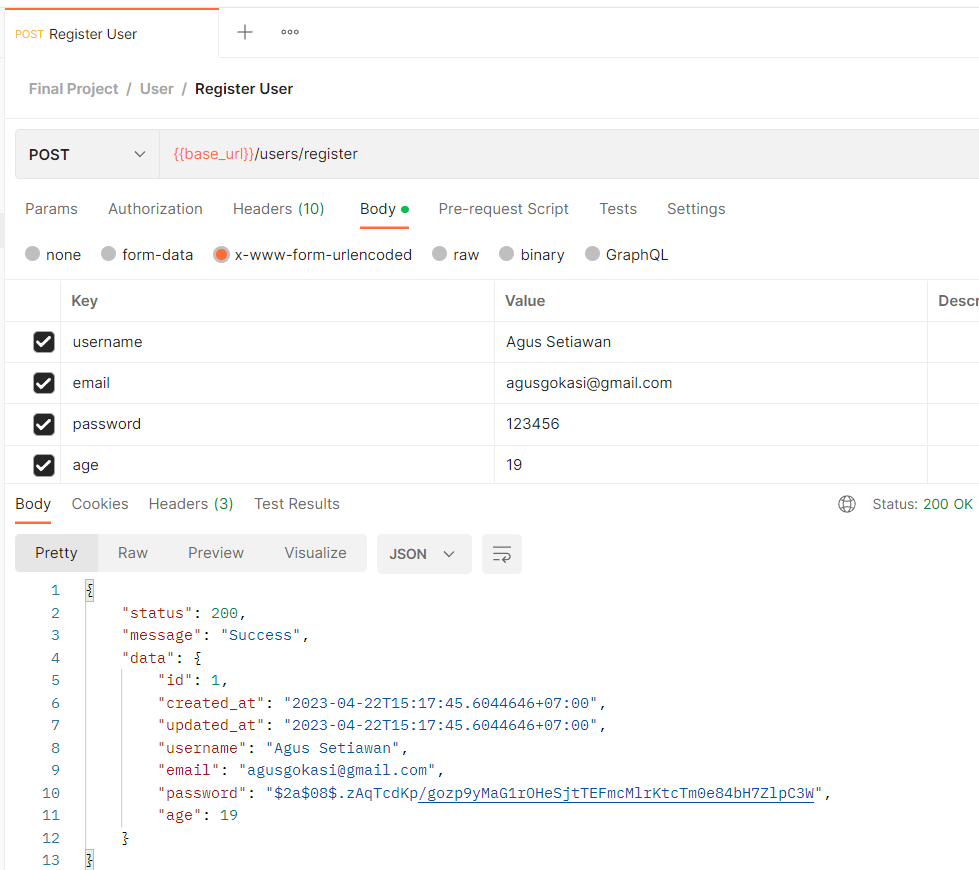 POST Register User
Final Project / User / Register User
POST {{base_url}}/users/register
Params Authorization Headers (10) Body Pre-request Script Tests Settings
none form-data x-www-form-urlencoded raw binary GraphQL
Key Value Descr
username Agus Setiawan
email agusgokasi@gmail.com
password 123456
age 19
Body Cookies Headers (3) Test Results Status: 200 OK
Pretty Raw Preview Visualize JSON
1 {
2 "status": 200,
3 "message": "Success",
4 "data": {
5 "id": 1,
6 "created_at": "2023-04-22T15:17:45.6044646+07:00",
7 "updated_at": "2023-04-22T15:17:45.6044646+07:00",
8 "username": "Agus Setiawan",
9 "email": "agusgokasi@gmail.com",
10 "password": "$2a$08$.zAqTcdKp/gozp9yMaG1rOHeSjtTEFmcMlrKtcTm0e84bH7ZlpC3W",
11 "age": 19
12 }
13 }